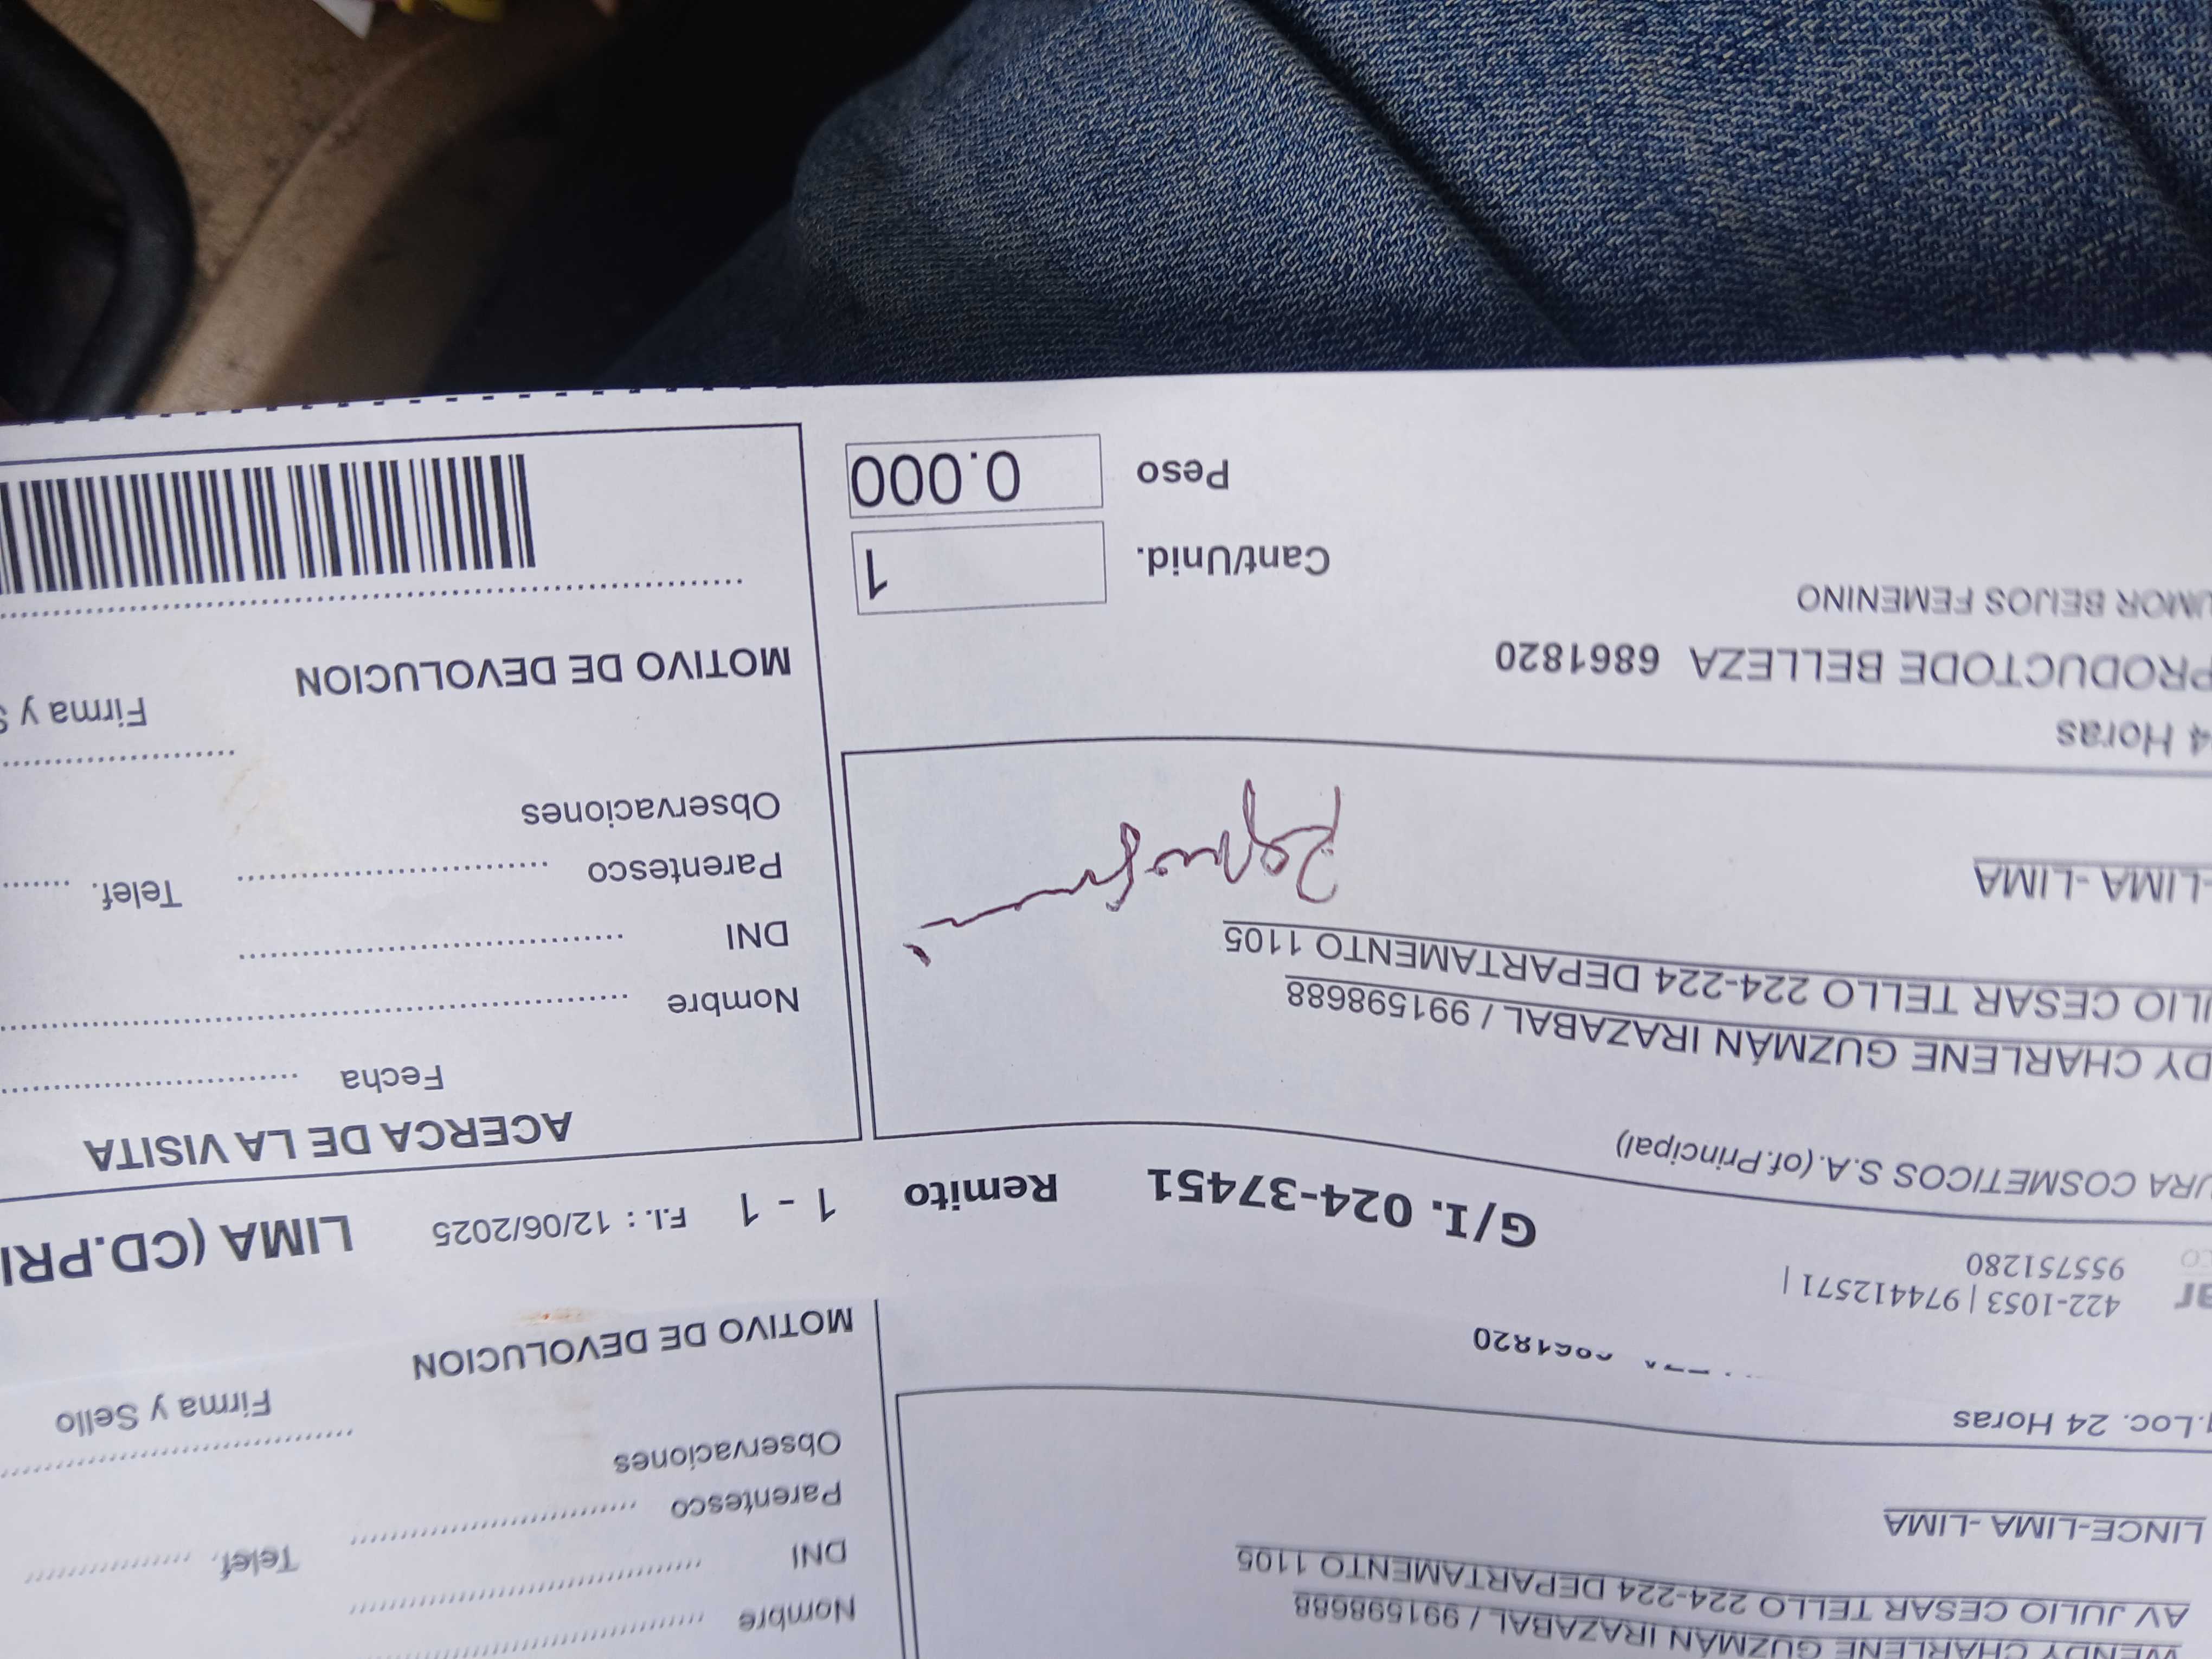 WENDY CHARLENE GUZMÁN IRAZABAL / 991598688
AV JULIO CESAR TELLO 224-224 DEPARTAMENTO 1105
LINCE-LIMA -LIMA
.Loc. 24 Horas
Nombre
DNI
Parentesco
Telef.
Observaciones
Firma y Sello
MOTIVO DE DEVOLUCION
422-1053 | 974412571 |
955751280
G/I. 024-37451
Remito
1 - 1
F.I. : 12/06/2025
LIMA (CD.PRI
URA COSMETICOS S.A.(of.Principal)
DY CHARLENE GUZMÁN IRAZABAL / 991598688
LIO CESAR TELLO 224-224 DEPARTAMENTO 1105
-LIMA -LIMA
4 Horas
PRODUCTODE BELLEZA 6861820
UMOR BEIJOS FEMENINO
Cant/Unid.
1
Peso
0.000
ACERCA DE LA VISITA
Fecha
Nombre
DNI
Parentesco
Telef.
Observaciones
Firma y S
MOTIVO DE DEVOLUCION